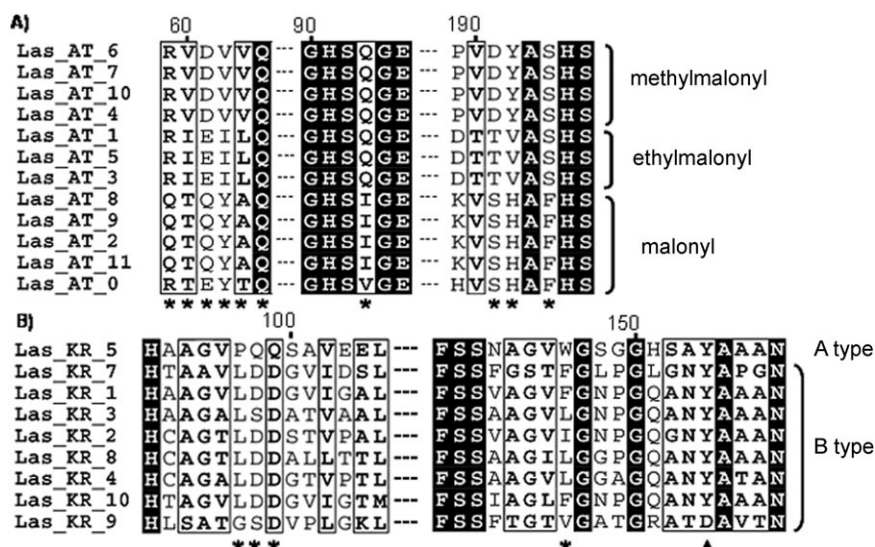 A)
60 90 190
Las_AT_6 RVDVVQ --- GHSQGE --- PVDYASHS
Las_AT_7 RVDVVQ --- GHSQGE --- PVDYASHS
Las_AT_10 RVDVVQ --- GHSQGE --- PVDYASHS
Las_AT_4 RVDVVQ --- GHSQGE --- PVDYASHS
methylmalonyl
Las_AT_1 RIEILQ --- GHSQGE --- DTTVASHS
Las_AT_5 RIEILQ --- GHSQGE --- DTTVASHS
Las_AT_3 RIEILQ --- GHSQGE --- DTTVASHS
ethylmalonyl
Las_AT_8 QTQYAQ --- GHSIGE --- KVSHAFHS
Las_AT_9 QTQYAQ --- GHSIGE --- KVSHAFHS
Las_AT_2 QTQYAQ --- GHSIGE --- KVSHAFHS
Las_AT_11 QTQYAQ --- GHSIGE --- KVSHAFHS
Las_AT_0 RTEYTQ --- GHSVGE --- HVSHAFHS
malonyl
* * * * * * * * * *
B)
100 150
Las_KR_5 HAAGVPQQSAVEEL --- FSSNAGVWGSGGHSAYAAAN A type
Las_KR_7 HTAAVLDDGVIDSL --- FSSFGSTFGLPGLGNYAPGN
Las_KR_1 HAAGVLDDGVIGAL --- FSSVAGVFGNPGQANYAAAN
Las_KR_3 HAAGALSDATVAAL --- FSSAAGVLGNPGQANYAAAN
Las_KR_2 HCAGTLDDSTVPAL --- FSSVAGVIGNPGQGNYAAAN
Las_KR_8 HCAGTLDDALLTTL --- FSSAAGILGGPGQANYAAAN
Las_KR_4 HCAGALDDGTVPTL --- FSSVAGVLGGAGQANYATAN
Las_KR_10 HTAGVLDDGVIGTM --- FSSIAGLFGNPGQANYAAAN
Las_KR_9 HLSATGSDVPLGKL --- FSSFTGTVGATGRATDAVTN
B type
* * * *